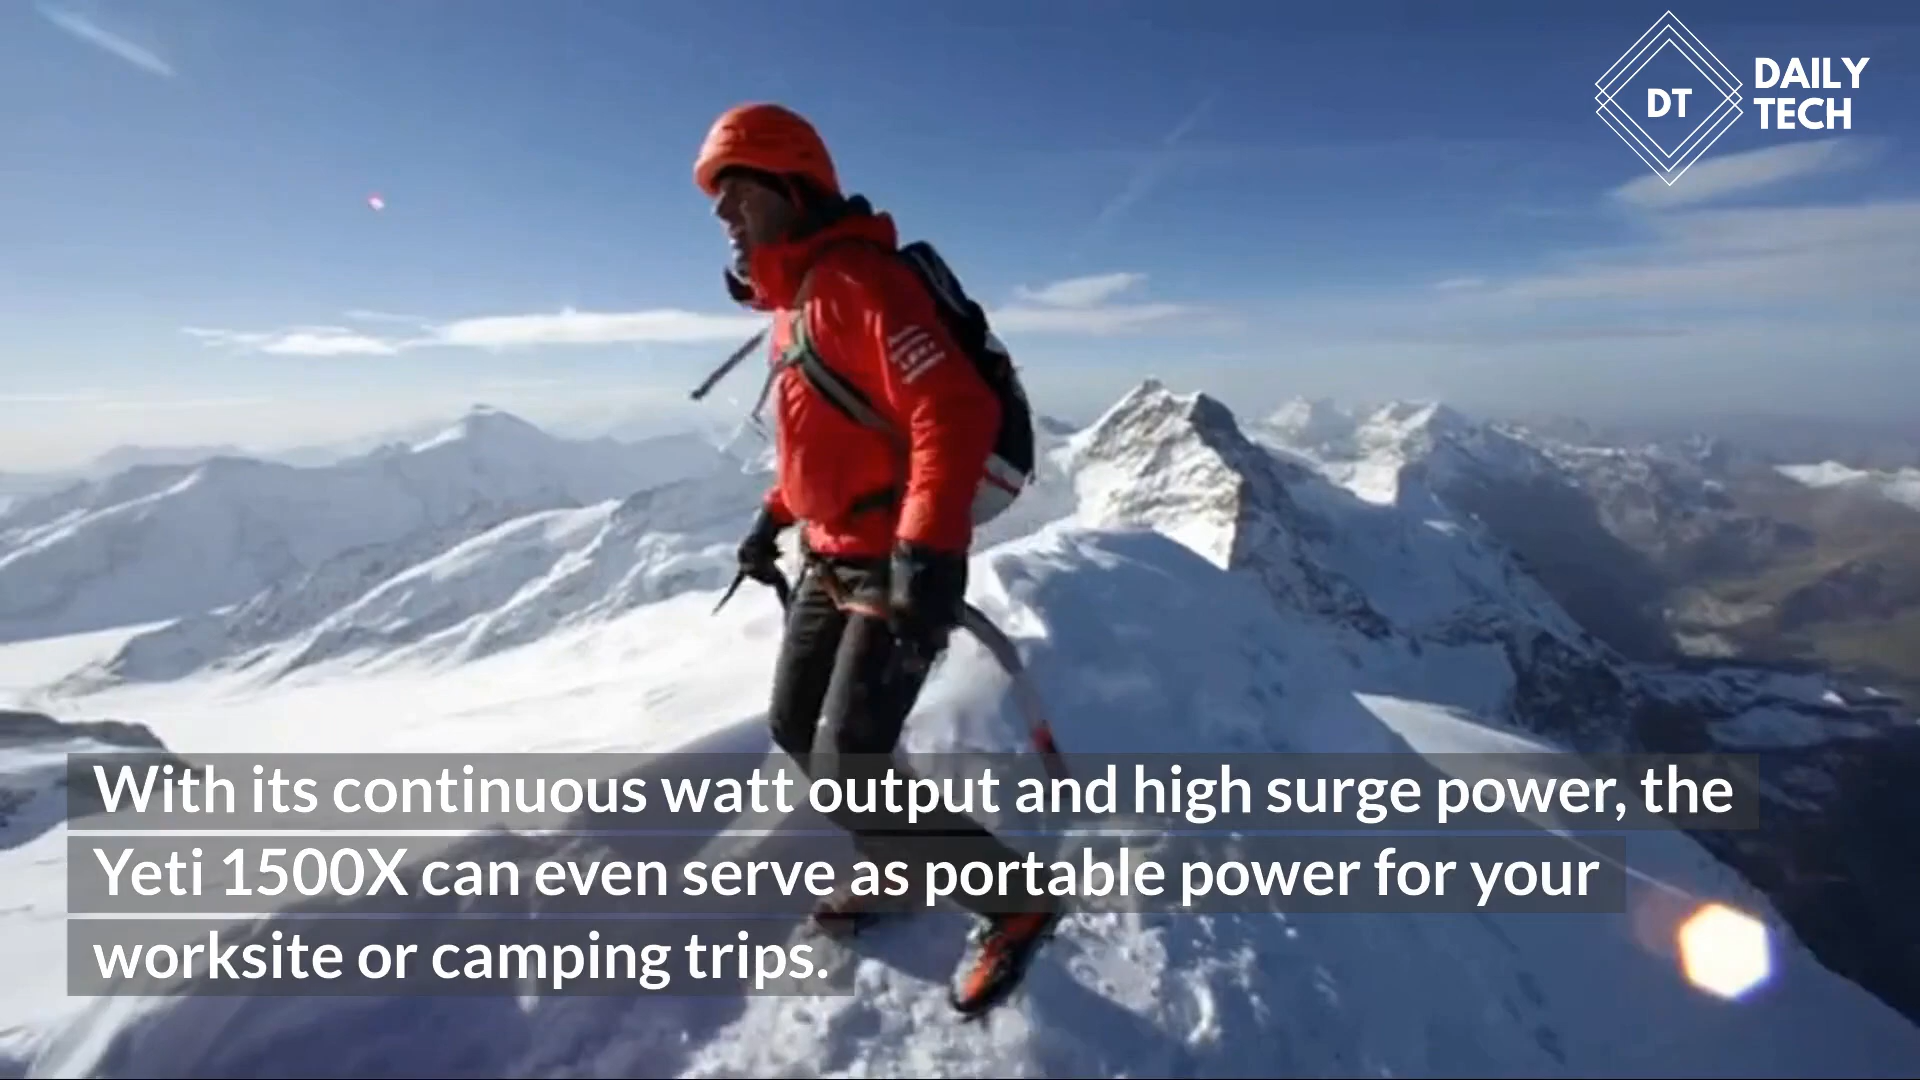 DT
DAILY
TECH
With its continuous watt output and high surge power, the
Yeti 1500X can even serve as portable power for your
worksite or camping trips.